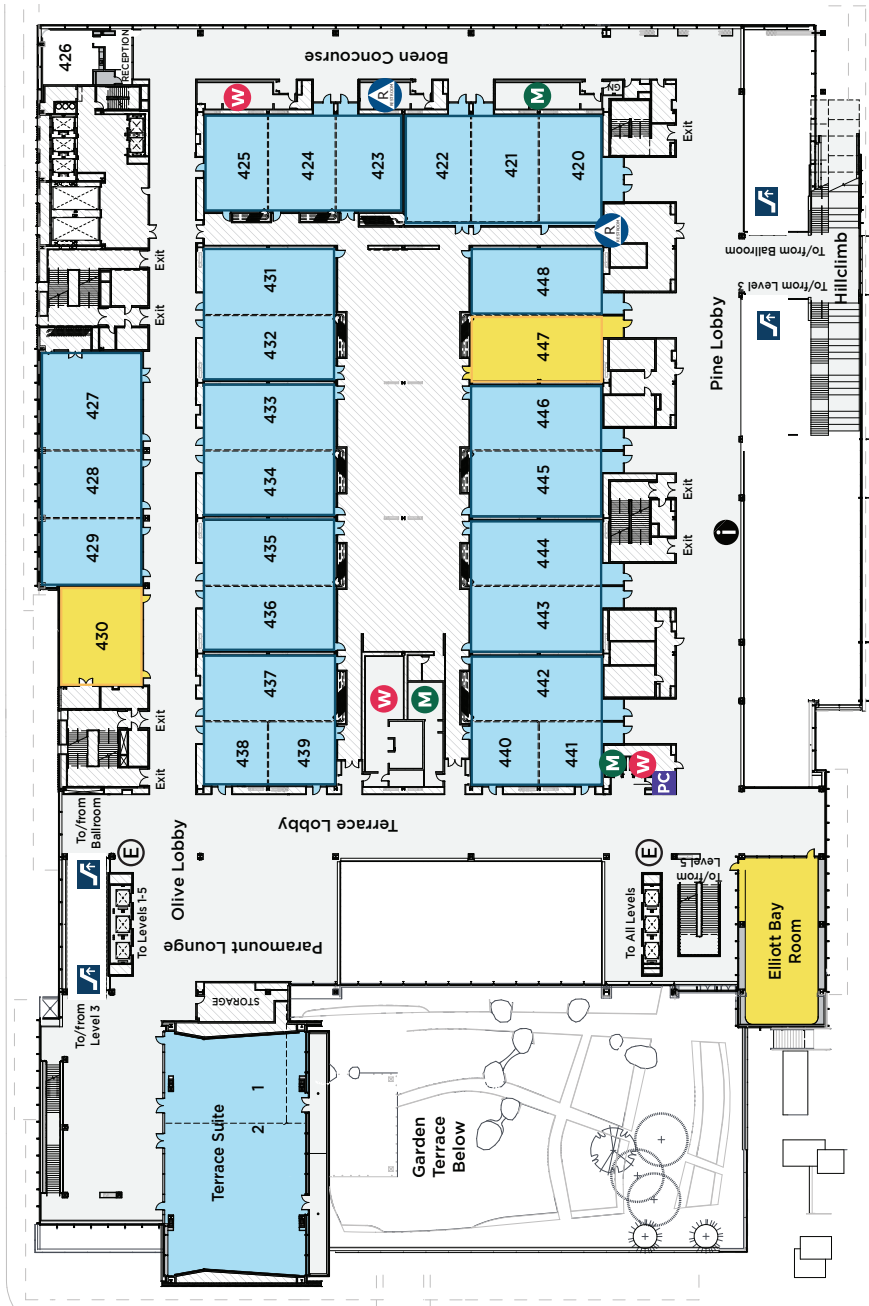 426
RECEPTION
Boren Concourse
W
R
RESTROOM
M
GN
425
424
423
422
421
420
Exit
R
RESTROOM
To/from Ballroom
To/from Level 3
Hillclimb
Exit
Exit
431
432
448
447
427
428
429
430
433
434
446
445
Pine Lobby
Exit
Exit
i
435
436
444
443
437
438
439
W
M
442
440
441
M
W
PC
Exit
Exit
To/from
Ballroom
Olive Lobby
E
To Levels 1-5
Terrace Lobby
Paramount Lounge
E
To All Levels
To/from
Level 5
Elliott Bay
Room
To/from
Level 3
STORAGE
Terrace Suite
1
2
Garden
Terrace
Below